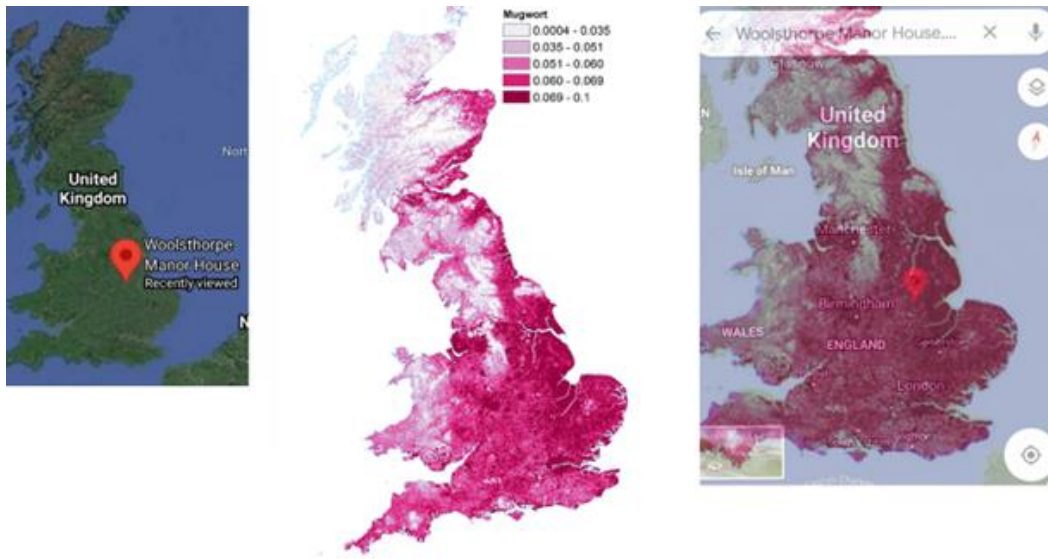 Nort
United
Kingdom
Woolsthorpe
Manor House
Recently viewed
N
Mugwort
0.0004 - 0.035
0.035 - 0.051
0.051 - 0.060
0.060 - 0.069
0.069 - 0.1
Woolsthorpe Manor House,...
Glasgow
United
Kingdom
N
Isle of Man
Manchester
Birmingham
WALES
ENGLAND
London